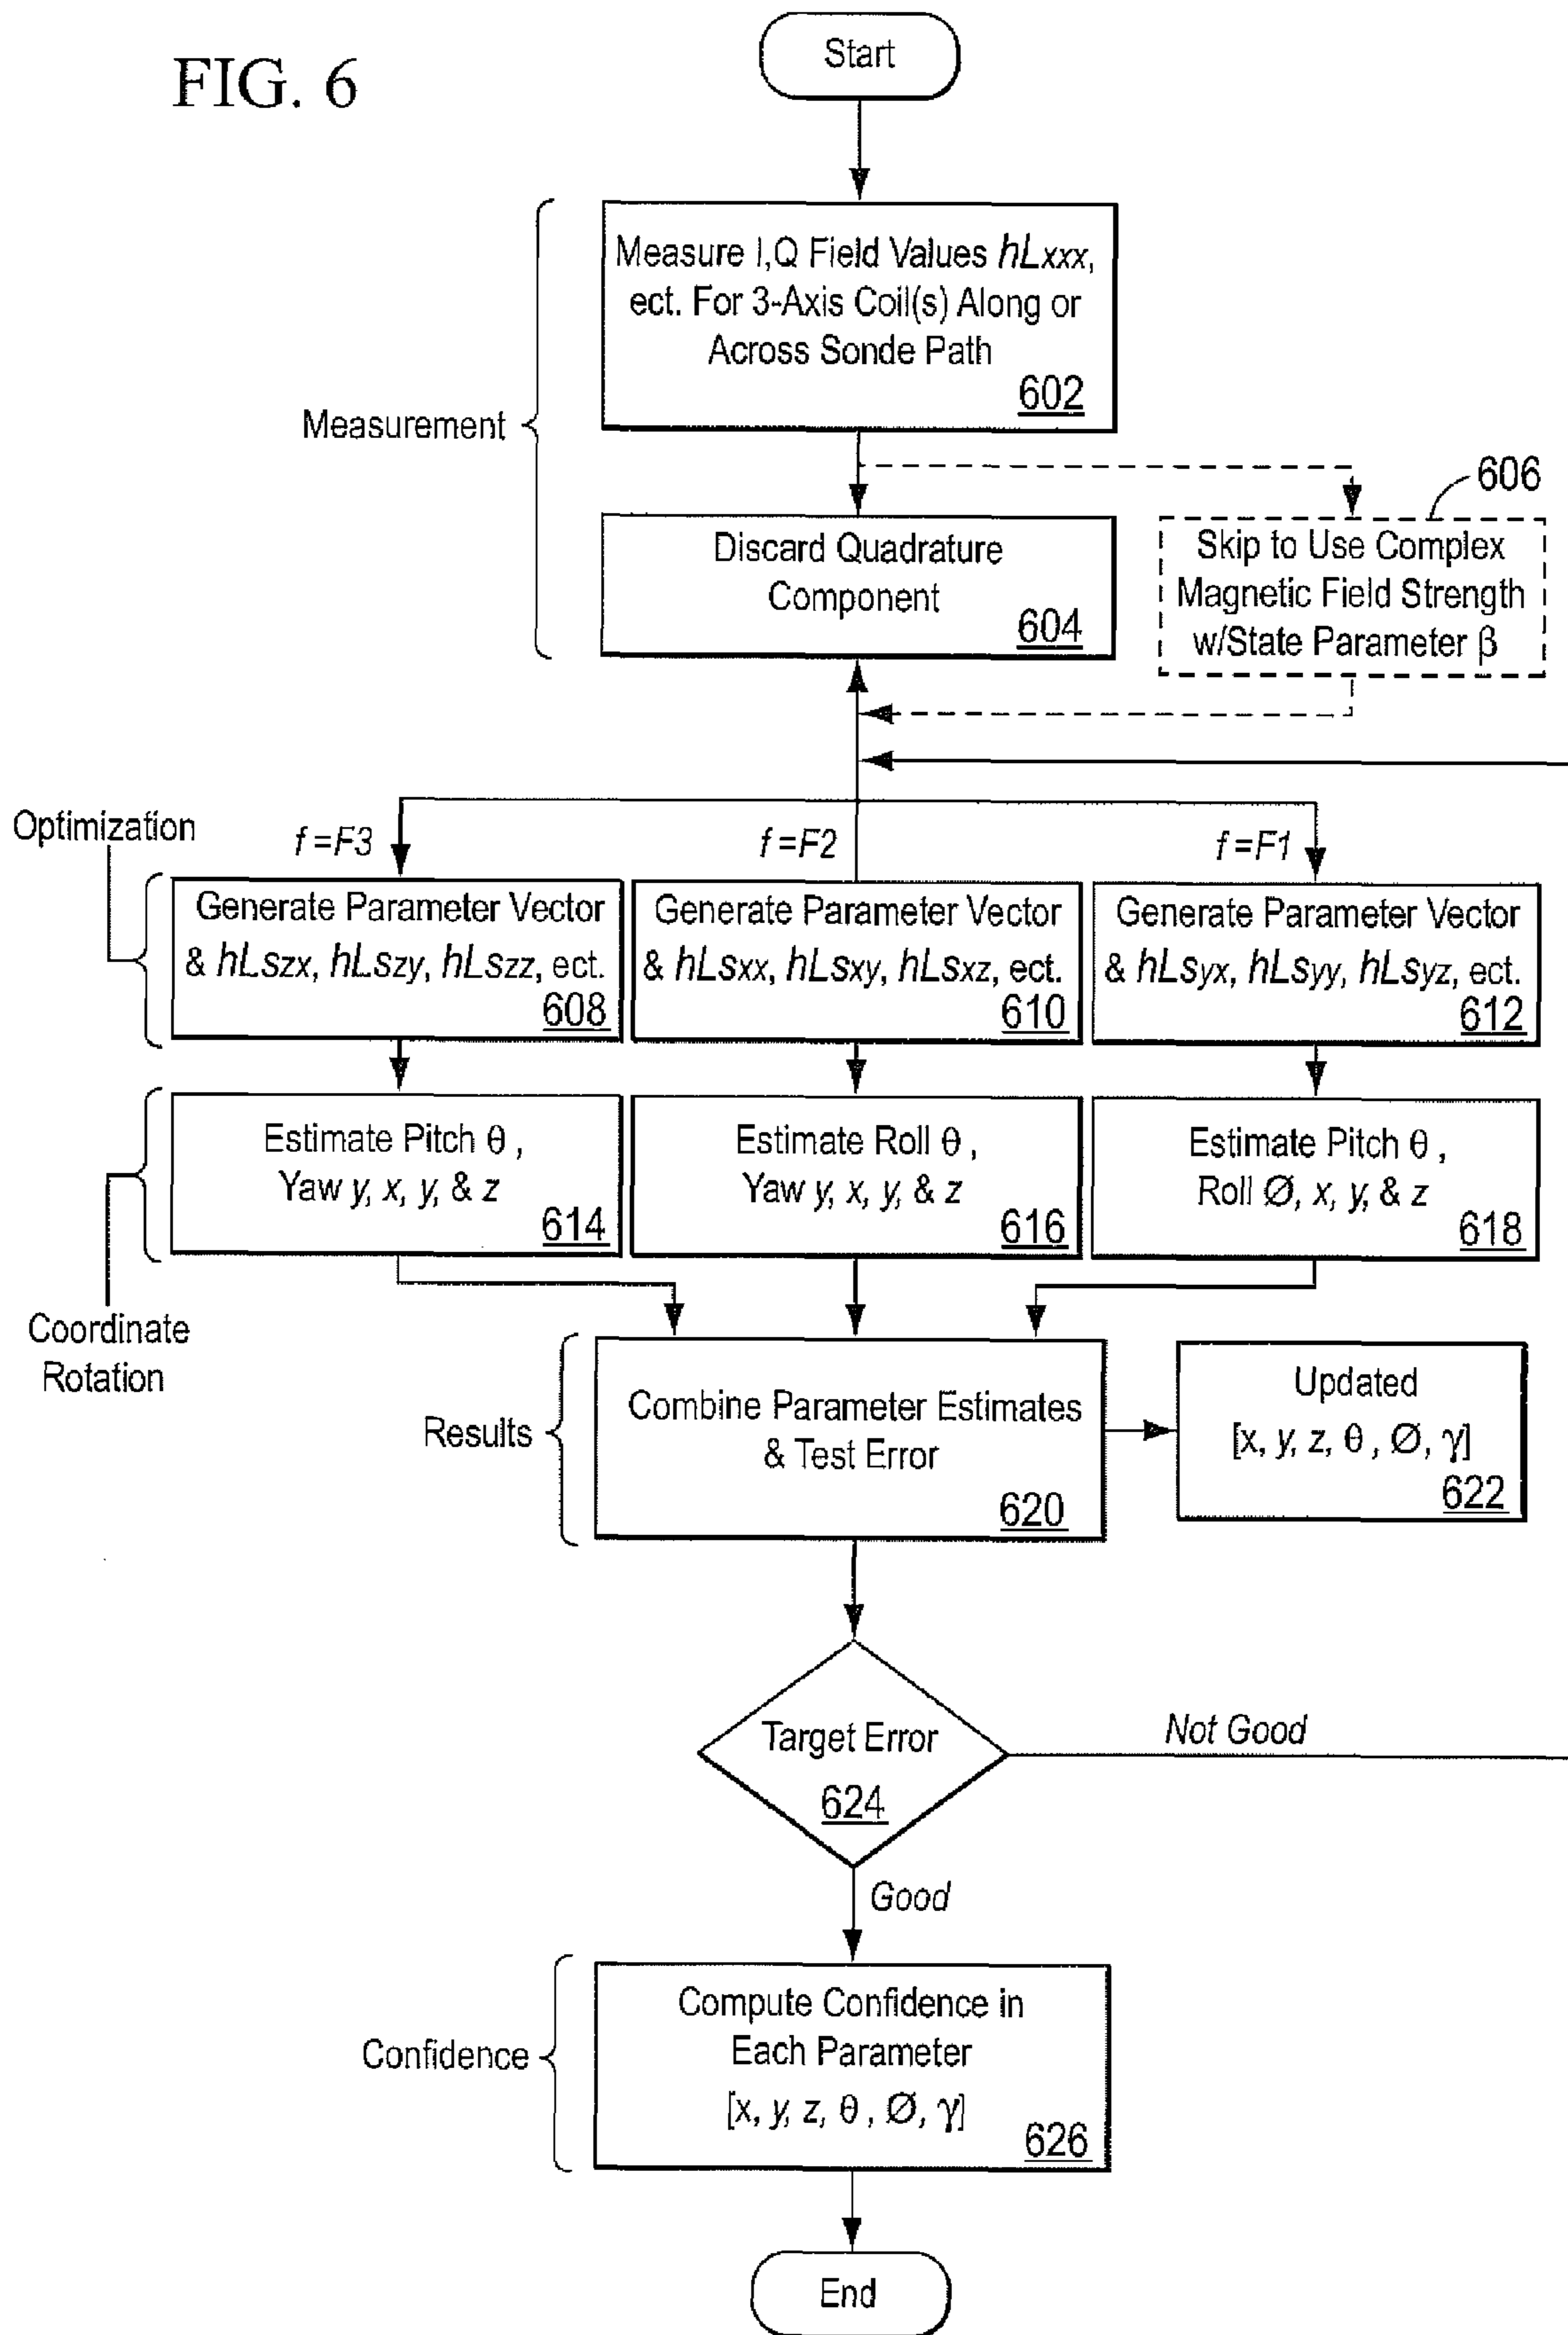 FIG. 6
Start
Measure I,Q Field Values hLxxx,
ect. For 3-Axis Coil(s) Along or
Across Sonde Path
602
Measurement
606
Discard Quadrature
Component
604
Skip to Use Complex
Magnetic Field Strength
w/State Parameter β
Optimization
f=F3
f=F2
f=F1
Generate Parameter Vector
& hLszx, hLszy, hLszz, ect.
608
Generate Parameter Vector
& hLsxx, hLsxy, hLsxz, ect.
610
Generate Parameter Vector
& hLsyx, hLsyy, hLsyz, ect.
612
Estimate Pitch θ,
Yaw y, x, y, & z
614
Estimate Roll θ,
Yaw y, x, y, & z
616
Estimate Pitch θ,
Roll Ø, x, y, & z
618
Coordinate
Rotation
Results
Combine Parameter Estimates
& Test Error
620
Updated
[x, y, z, θ, Ø, γ]
622
Target Error
624
Not Good
Good
Confidence
Compute Confidence in
Each Parameter
[x, y, z, θ, Ø, γ]
626
End